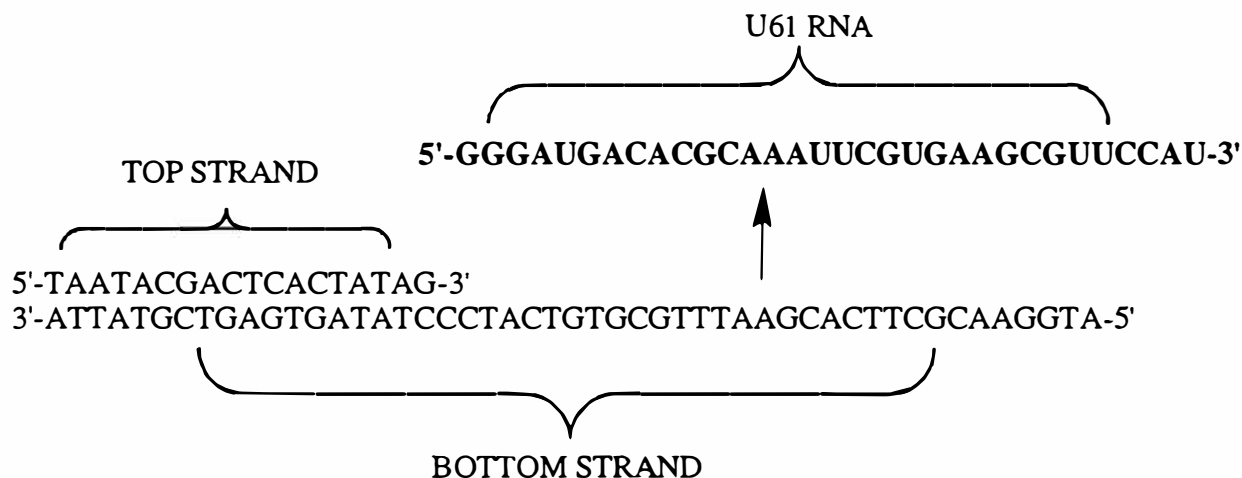 U61 RNA
5'-GGGAUGACACGCAAAUUCGUGAAGCGUUCCAU-3'
TOP STRAND
5'-TAATACGACTCACTATAG-3'
3'-ATTATGCTGAGTGATATCCCTACTGTGCGTTTAAGCACTTCGCAAGGTA-5'
BOTTOM STRAND